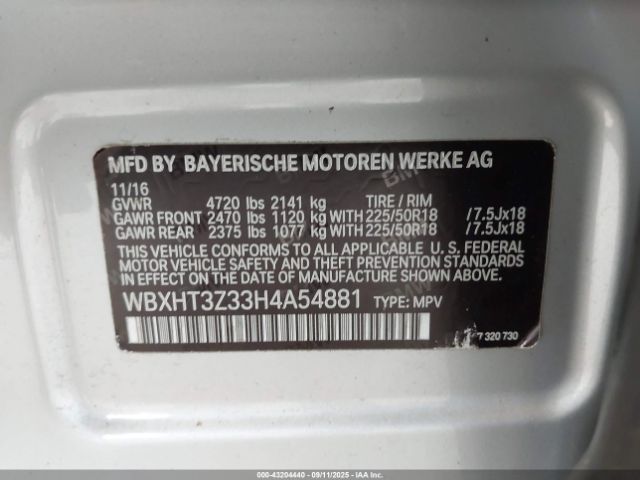 MFD BY BAYERISCHE MOTOREN WERKE AG
11/16
GVWR 4720 lbs 2141 kg TIRE / RIM
GAWR FRONT 2470 lbs 1120 kg WITH 225/50R18 /7.5Jx18
GAWR REAR 2375 lbs 1077 kg WITH 225/50R18 /7.5Jx18
THIS VEHICLE CONFORMS TO ALL APPLICABLE U. S. FEDERAL
MOTOR VEHICLE SAFETY AND THEFT PREVENTION STANDARDS
IN EFFECT ON THE DATE OF MANUFACTURE SHOWN ABOVE.
WBXHT3Z33H4A54881 TYPE: MPV
7 320 730
000-43204440 - 09/11/2025 - IAAI.COM